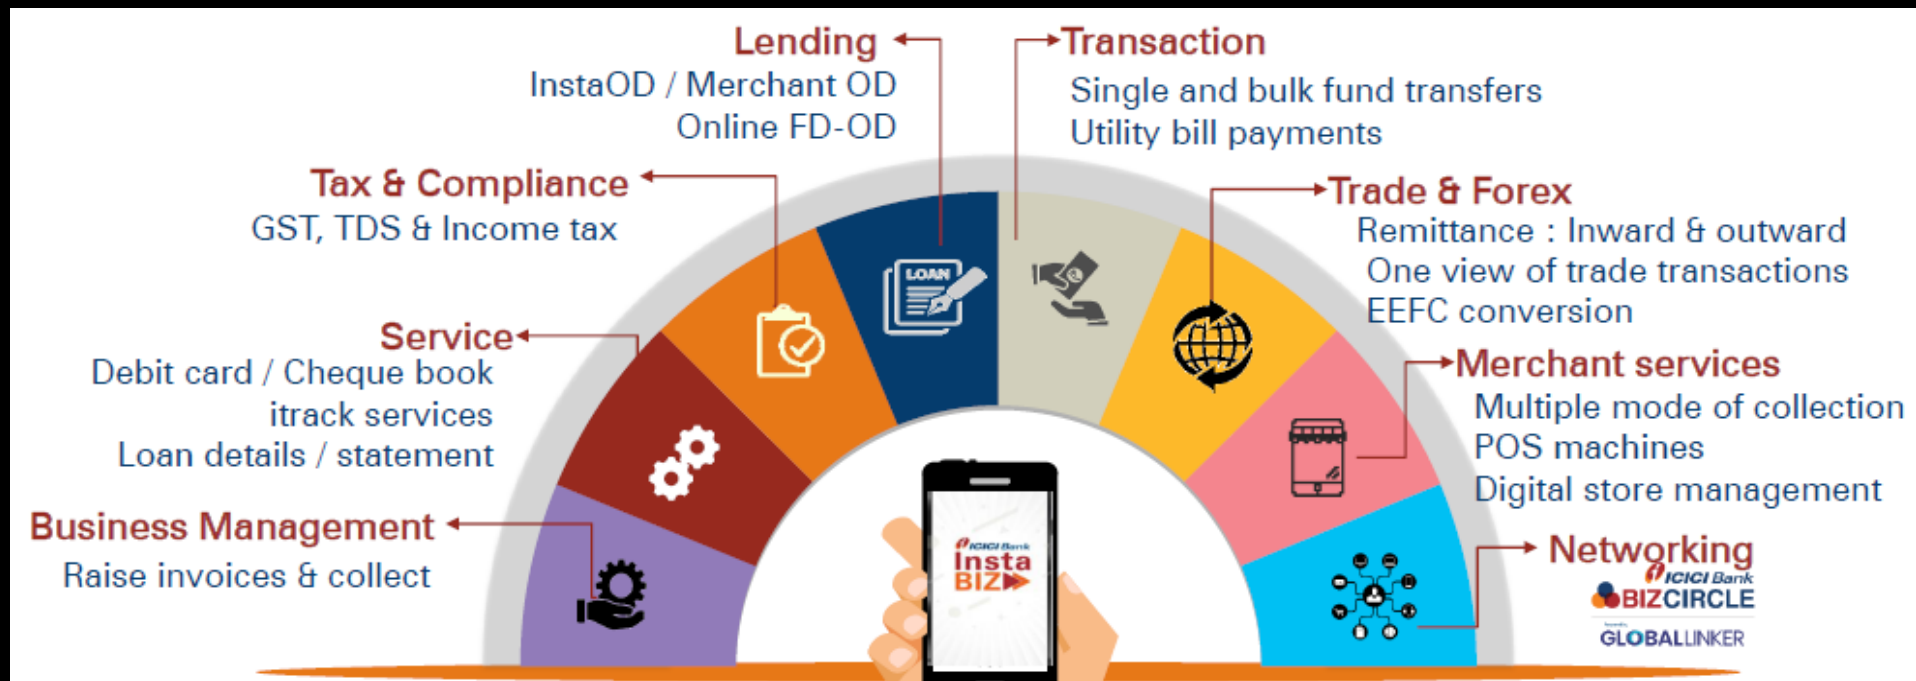 Lending
InstaOD / Merchant OD
Online FD-OD
Transaction
Single and bulk fund transfers
Utility bill payments
Tax & Compliance
GST, TDS & Income tax
Trade & Forex
Remittance : Inward & outward
One view of trade transactions
EEFC conversion
Service
Debit card / Cheque book
itrack services
Loan details / statement
Merchant services
Multiple mode of collection
POS machines
Digital store management
Business Management
Raise invoices & collect
Networking
ICICI Bank
BIZCIRCLE
GLOBALLINKER
LOAN
ICICI Bank
Insta
BIZ